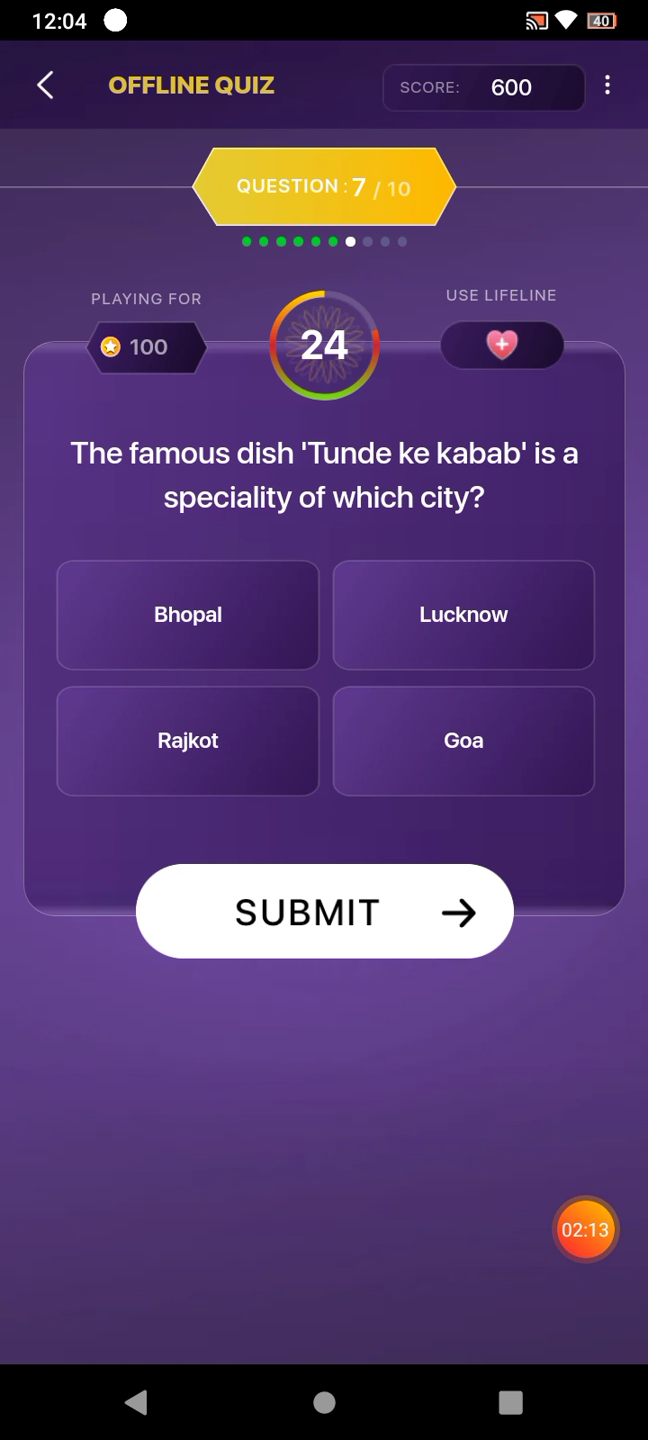 12:04
40
OFFLINE QUIZ
SCORE: 600
QUESTION : 7 / 10
PLAYING FOR
USE LIFELINE
100
24
The famous dish 'Tunde ke kabab' is a
speciality of which city?
Bhopal
Lucknow
Rajkot
Goa
SUBMIT
02:13